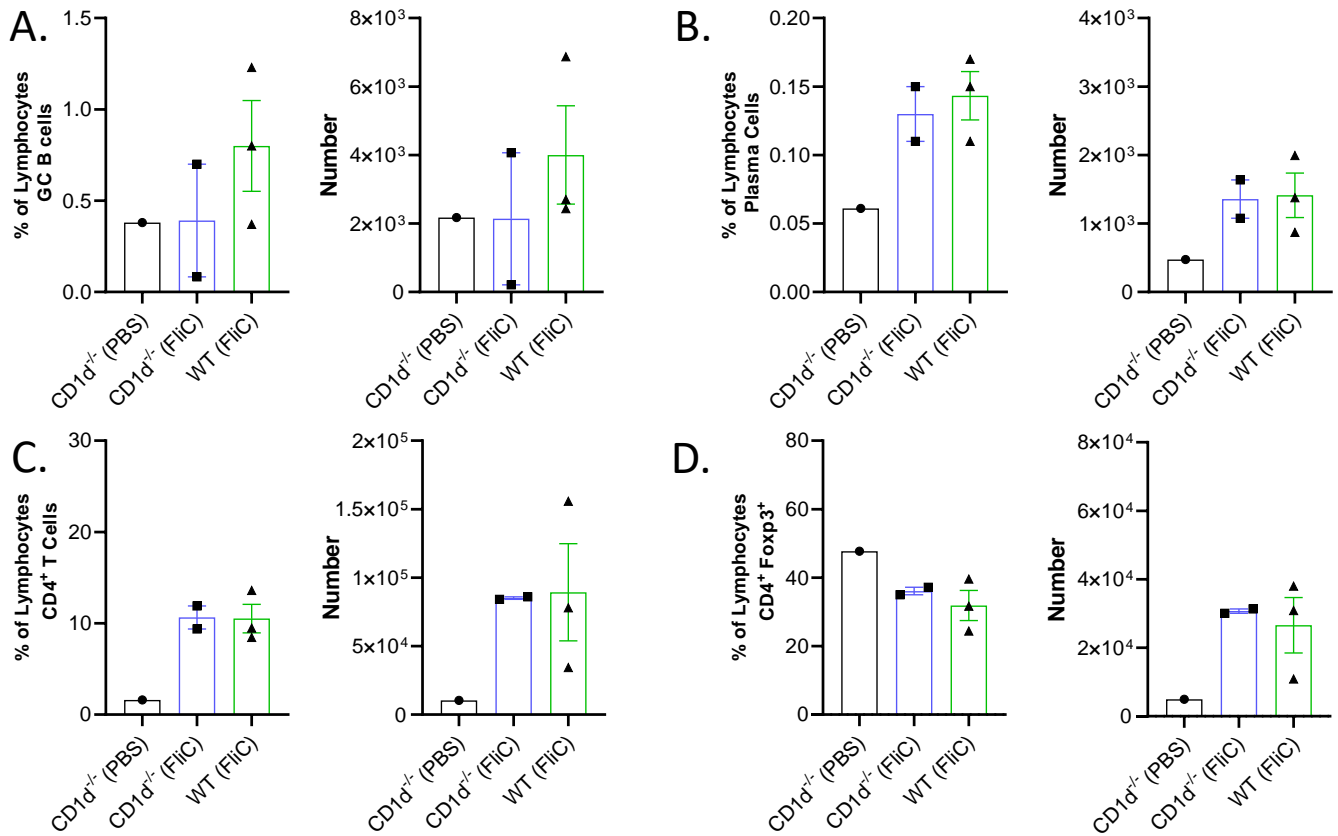 A.
% of Lymphocytes
GC B cells
1.5
1.0
0.5
0.0
CD1d⁻/⁻ (PBS)
CD1d⁻/⁻ (FliC)
WT (FliC)
Number
8×10³
6×10³
4×10³
2×10³
0
CD1d⁻/⁻ (PBS)
CD1d⁻/⁻ (FliC)
WT (FliC)
B.
% of Lymphocytes
Plasma Cells
0.20
0.15
0.10
0.05
0.00
CD1d⁻/⁻ (PBS)
CD1d⁻/⁻ (FliC)
WT (FliC)
Number
4×10³
3×10³
2×10³
1×10³
0
CD1d⁻/⁻ (PBS)
CD1d⁻/⁻ (FliC)
WT (FliC)
C.
% of Lymphocytes
CD4⁺ T Cells
30
20
10
0
CD1d⁻/⁻ (PBS)
CD1d⁻/⁻ (FliC)
WT (FliC)
Number
2×10⁵
1.5×10⁵
1×10⁵
5×10⁴
0
CD1d⁻/⁻ (PBS)
CD1d⁻/⁻ (FliC)
WT (FliC)
D.
% of Lymphocytes
CD4⁺ Foxp3⁺
80
60
40
20
0
CD1d⁻/⁻ (PBS)
CD1d⁻/⁻ (FliC)
WT (FliC)
Number
8×10⁴
6×10⁴
4×10⁴
2×10⁴
0
CD1d⁻/⁻ (PBS)
CD1d⁻/⁻ (FliC)
WT (FliC)